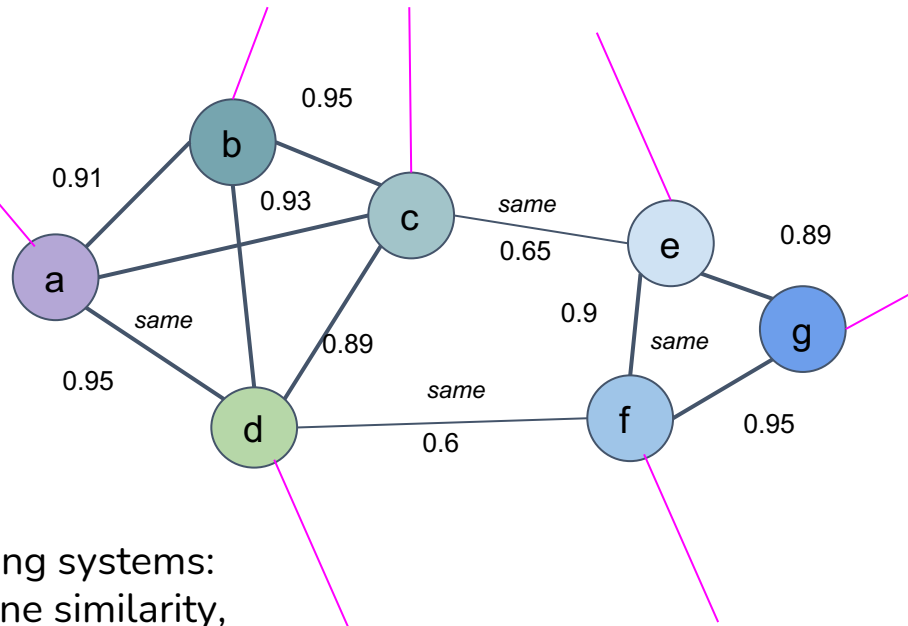 0.95
b
0.91
0.93
c
same
0.65
0.89
e
a
same
0.9
same
g
0.89
0.95
same
0.95
d
0.6
f
ng systems:
ne similarity,